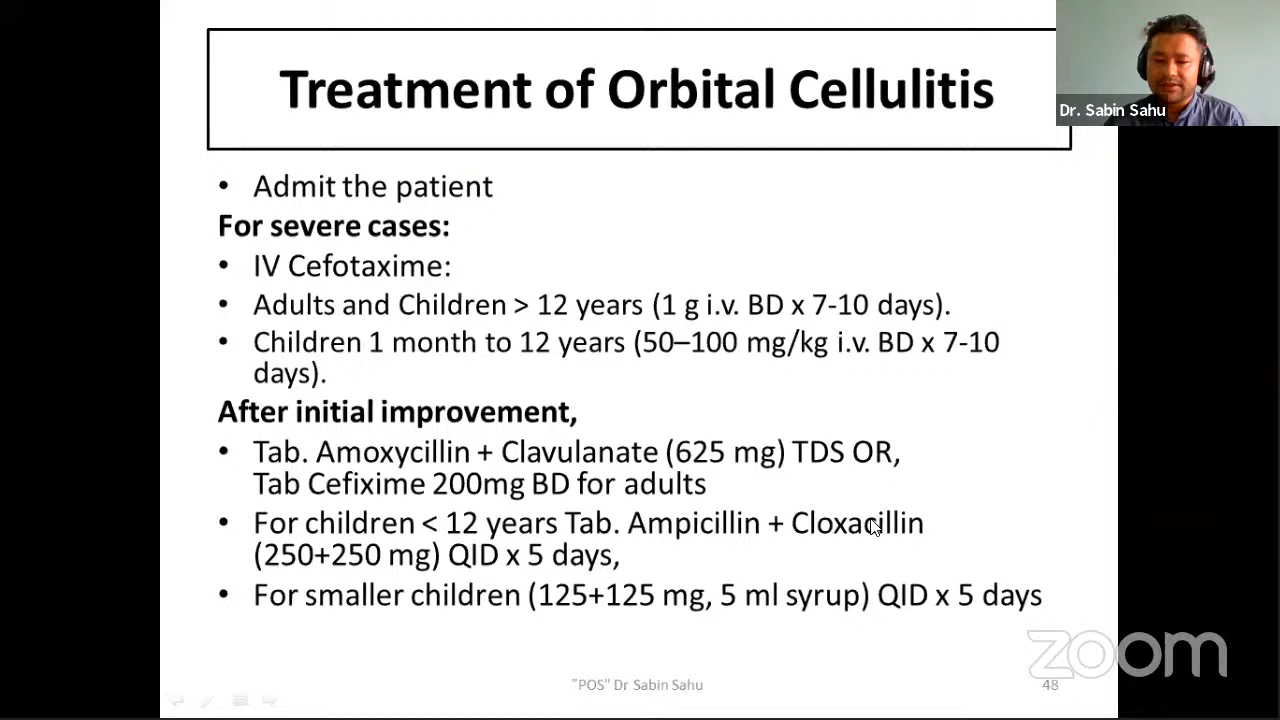 Treatment of Orbital Cellulitis
Dr. Sabin Sahu
• Admit the patient
For severe cases:
• IV Cefotaxime:
• Adults and Children > 12 years (1 g i.v. BD x 7-10 days).
• Children 1 month to 12 years (50–100 mg/kg i.v. BD x 7-10
days).
After initial improvement,
• Tab. Amoxycillin + Clavulanate (625 mg) TDS OR,
Tab Cefixime 200mg BD for adults
• For children < 12 years Tab. Ampicillin + Cloxacillin
(250+250 mg) QID x 5 days,
• For smaller children (125+125 mg, 5 ml syrup) QID x 5 days
zoom
"POS" Dr Sabin Sahu
48